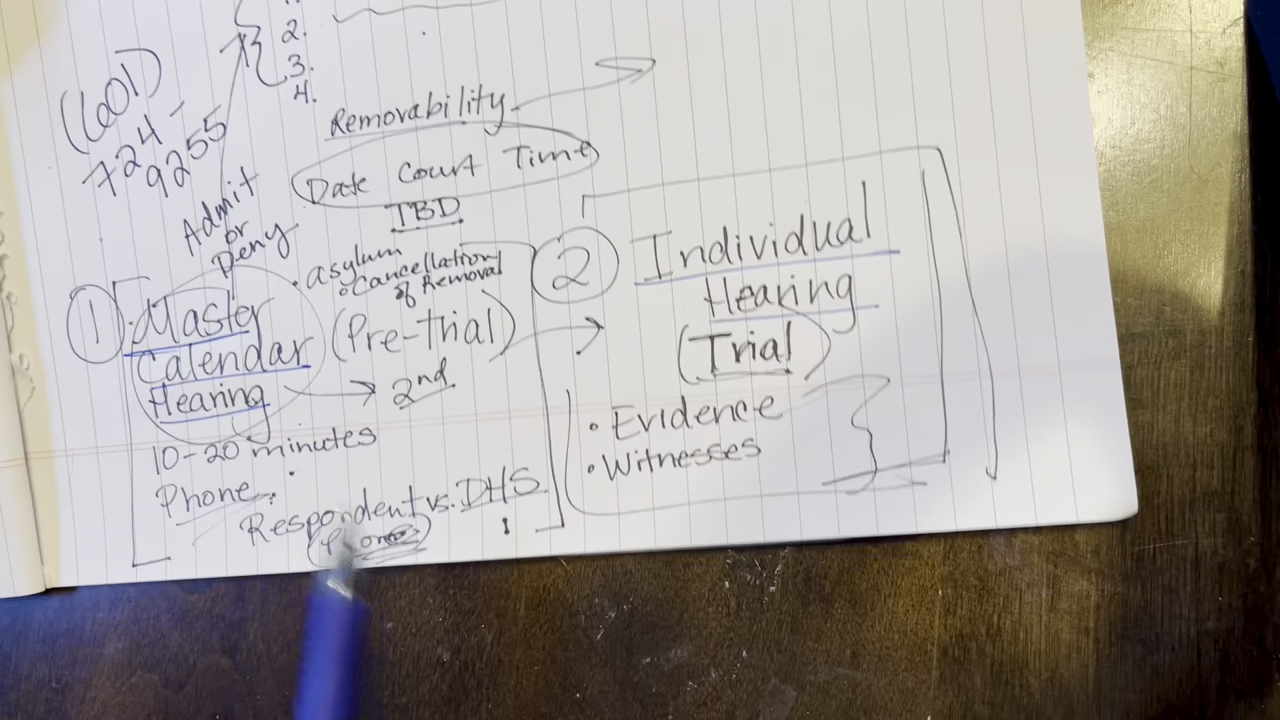 2.
3.
4.
(601)
724-
9255
Removability
Date Court Time
TBD
Admit
or
Deny
• asylum
• Cancellation
of Removal
1 Master
Calendar
Hearing
(Pre-trial)
2nd
10-20 minutes
Phone
Respondent vs. DHS
2 Individual
Hearing
(Trial)
• Evidence
• Witnesses